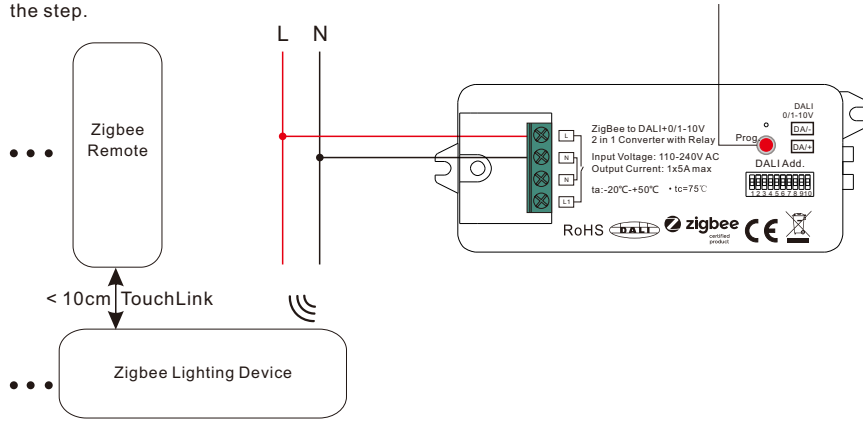 the step.
L N
Zigbee
Remote
< 10cm TouchLink
Zigbee Lighting Device
L
N
N
L1
ZigBee to DALI+0/1-10V
2 in 1 Converter with Relay
Input Voltage: 110-240V AC
Output Current: 1x5A max
ta:-20℃-+50℃ • tc=75℃
RoHS DALI zigbee
certified
product
CE
Prog.
DALI
0/1-10V
DA/-
DA/+
DALI Add.
1 2 3 4 5 6 7 8 9 10